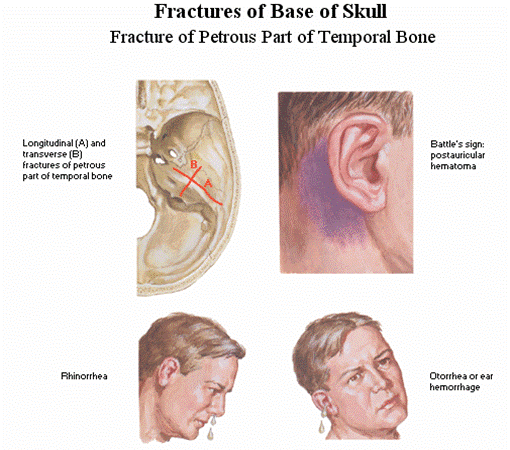 Fractures of Base of Skull
Fracture of Petrous Part of Temporal Bone
Longitudinal (A) and
transverse (B)
fractures of petrous
part of temporal bone
B
A
Battle's sign:
postauricular
hematoma
Rhinorrhea
Otorrhea or ear
hemorrhage